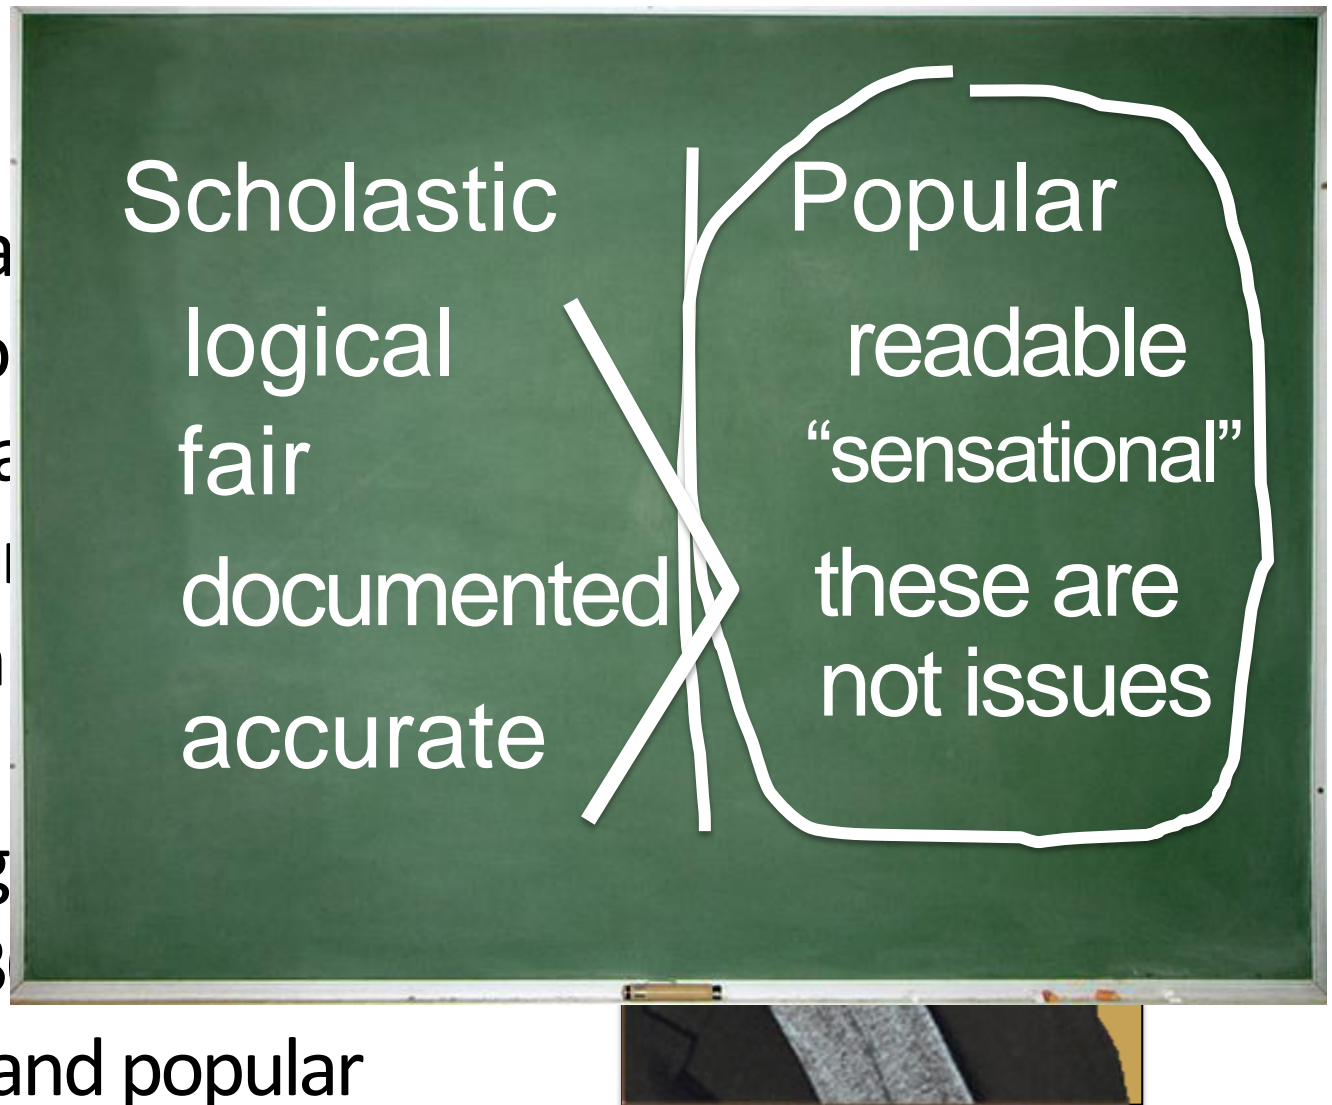 Scholastic
Popular
logical
readable
fair
“sensational”
documented
these are
not issues
accurate
and popular